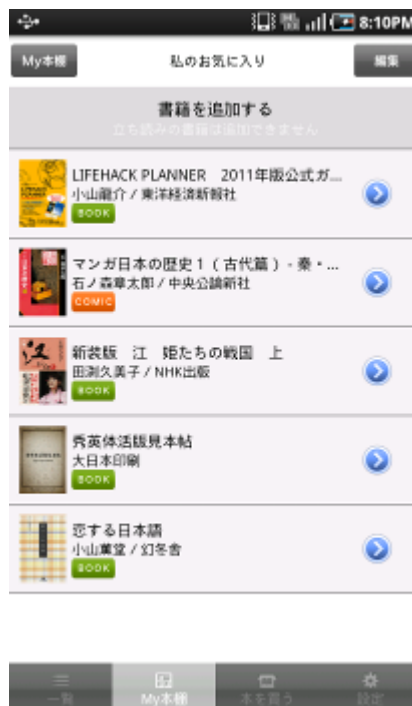 8:10PM
My本棚 私のお気に入り 編集
書籍を追加する
立ち読みの書籍は追加できません
LIFEHACK PLANNER 2011年版公式ガ...
小山龍介 / 東洋経済新報社
BOOK
マンガ日本の歴史１（古代篇）- 秦・...
石ノ森章太郎 / 中央公論新社
COMIC
新装版 江 姫たちの戦国 上
田渕久美子 / NHK出版
BOOK
秀英体活版見本帖
大日本印刷
BOOK
恋する日本語
小山薫堂 / 幻冬舎
BOOK
一覧 My本棚 本を買う 設定